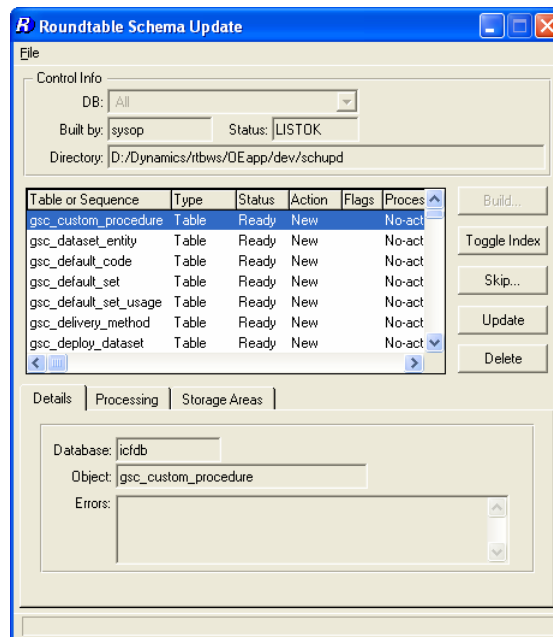 Roundtable Schema Update
File
Control Info
DB: All
Built by: sysop Status: LISTOK
Directory: D:/Dynamics/rtbws/OEapp/dev/schupd
Table or Sequence Type Status Action Flags Proces
gsc_custom_procedure Table Ready New No-act
gsc_dataset_entity Table Ready New No-act
gsc_default_code Table Ready New No-act
gsc_default_set Table Ready New No-act
gsc_default_set_usage Table Ready New No-act
gsc_delivery_method Table Ready New No-act
gsc_deploy_dataset Table Ready New No-act
Build...
Toggle Index
Skip...
Update
Delete
Details Processing Storage Areas
Database: icfdb
Object: gsc_custom_procedure
Errors: